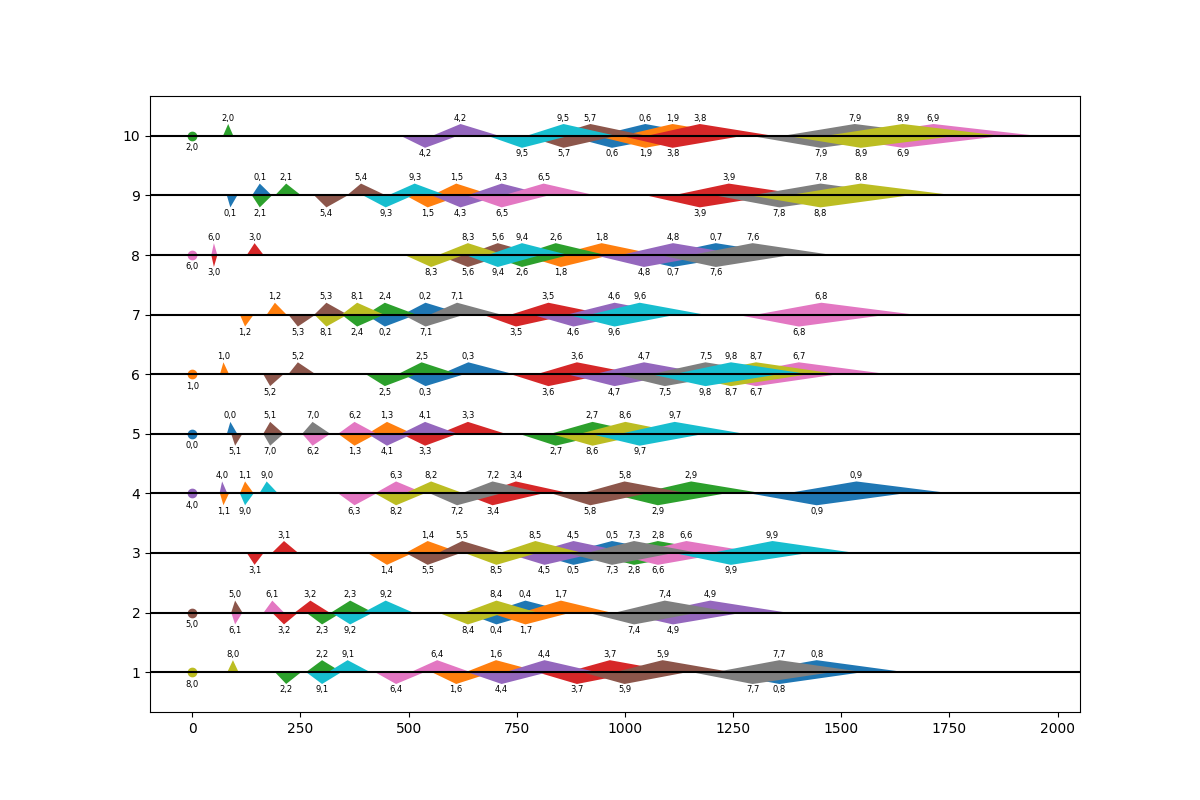 2,0 4,2 9,5 5,7 0,6 1,9 3,8 7,9 8,9 6,9
10
2,0 4,2 9,5 5,7 0,6 1,9 3,8 7,9 8,9 6,9
0,1 2,1 5,4 9,3 1,5 4,3 6,5 3,9 7,8 8,8
9
0,1 2,1 5,4 9,3 1,5 4,3 6,5 3,9 7,8 8,8
6,0 3,0 8,3 5,6 9,4 2,6 1,8 4,8 0,7 7,6
8
6,0 3,0 8,3 5,6 9,4 2,6 1,8 4,8 0,7 7,6
1,2 5,3 8,1 2,4 0,2 7,1 3,5 4,6 9,6 6,8
7
1,2 5,3 8,1 2,4 0,2 7,1 3,5 4,6 9,6 6,8
1,0 5,2 2,5 0,3 3,6 4,7 7,5 9,8 8,7 6,7
6
1,0 5,2 2,5 0,3 3,6 4,7 7,5 9,8 8,7 6,7
0,0 5,1 7,0 6,2 1,3 4,1 3,3 2,7 8,6 9,7
5
0,0 5,1 7,0 6,2 1,3 4,1 3,3 2,7 8,6 9,7
4,0 1,1 9,0 6,3 8,2 7,2 3,4 5,8 2,9 0,9
4
4,0 1,1 9,0 6,3 8,2 7,2 3,4 5,8 2,9 0,9
3,1 1,4 5,5 8,5 4,5 0,5 7,3 2,8 6,6 9,9
3
3,1 1,4 5,5 8,5 4,5 0,5 7,3 2,8 6,6 9,9
5,0 6,1 3,2 2,3 9,2 8,4 0,4 1,7 7,4 4,9
2
5,0 6,1 3,2 2,3 9,2 8,4 0,4 1,7 7,4 4,9
8,0 2,2 9,1 6,4 1,6 4,4 3,7 5,9 7,7 0,8
1
8,0 2,2 9,1 6,4 1,6 4,4 3,7 5,9 7,7 0,8
0 250 500 750 1000 1250 1500 1750 2000